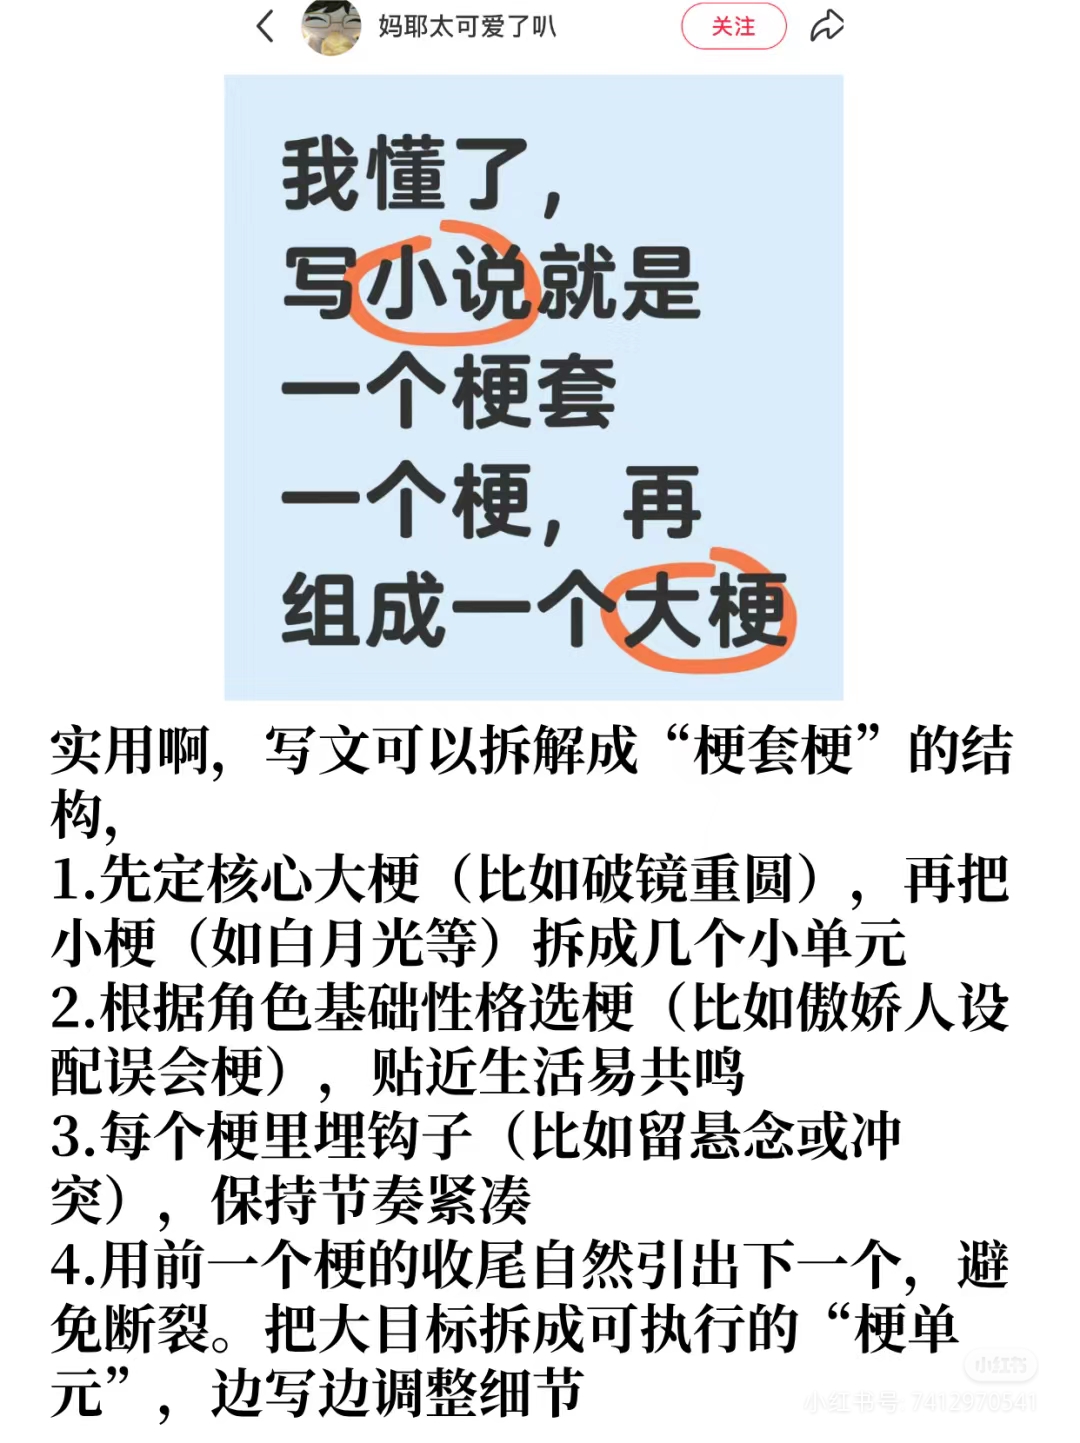 妈耶太可爱了叭
关注
我懂了，
写小说就是
一个梗套
一个梗，再
组成一个大梗
实用啊，写文可以拆解成“梗套梗”的结
构，
1.先定核心大梗（比如破镜重圆），再把
小梗（如白月光等）拆成几个小单元
2.根据角色基础性格选梗（比如傲娇人设
配误会梗），贴近生活易共鸣
3.每个梗里埋钩子（比如留悬念或冲
突），保持节奏紧凑
4.用前一个梗的收尾自然引出下一个，避
免断裂。把大目标拆成可执行的“梗单
元”，边写边调整细节
小红书
小红书号: 7412970541